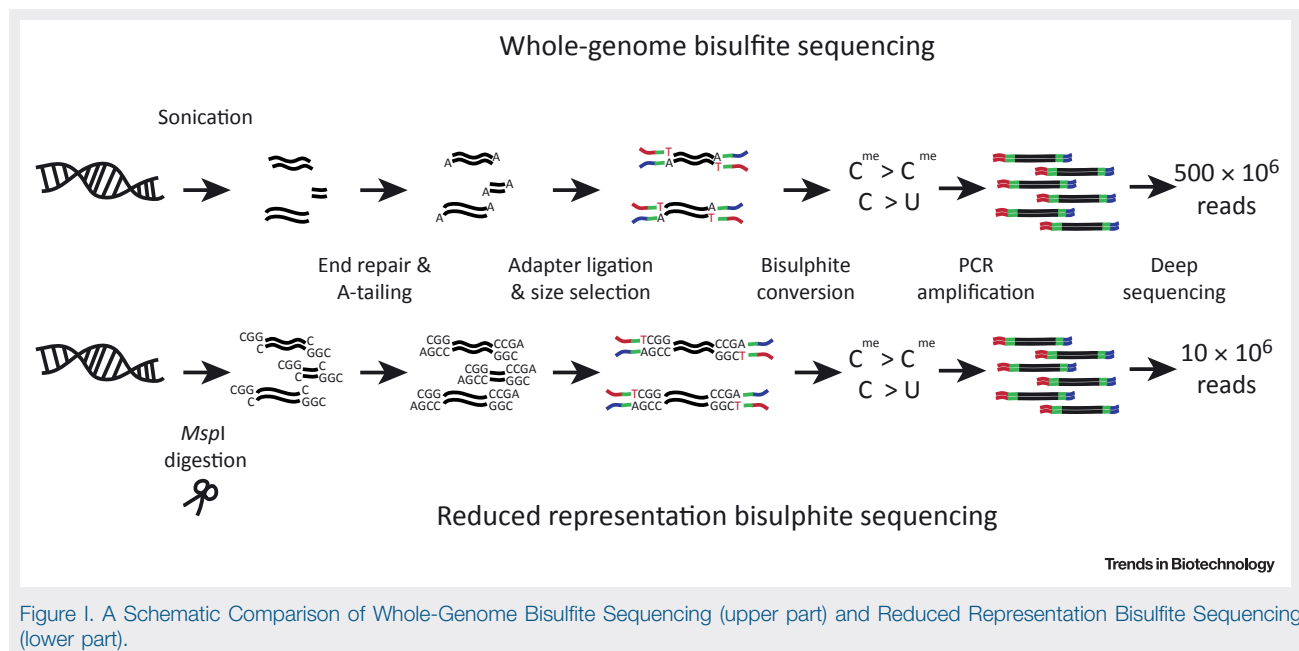 Whole-genome bisulfite sequencing
Sonication
A A
A A
A A
T A
A T
T A
A T
me me
C > C
C > U
500 × 10⁶
reads
End repair &
A-tailing
Adapter ligation
& size selection
Bisulphite
conversion
PCR
amplification
Deep
sequencing
CGG C
C GGC
CGG C
C GGC
CGG C
C GGC
CGG CCGA
AGCC GGC
CGG CCGA
AGCC GGC
CGG CCGA
AGCC GGC
TCGG CCGA
AGCC GGCT
TCGG CCGA
AGCC GGCT
me me
C > C
C > U
10 × 10⁶
reads
MspI
digestion
Reduced representation bisulphite sequencing
Trends in Biotechnology
Figure I. A Schematic Comparison of Whole-Genome Bisulfite Sequencing (upper part) and Reduced Representation Bisulfite Sequencing
(lower part).